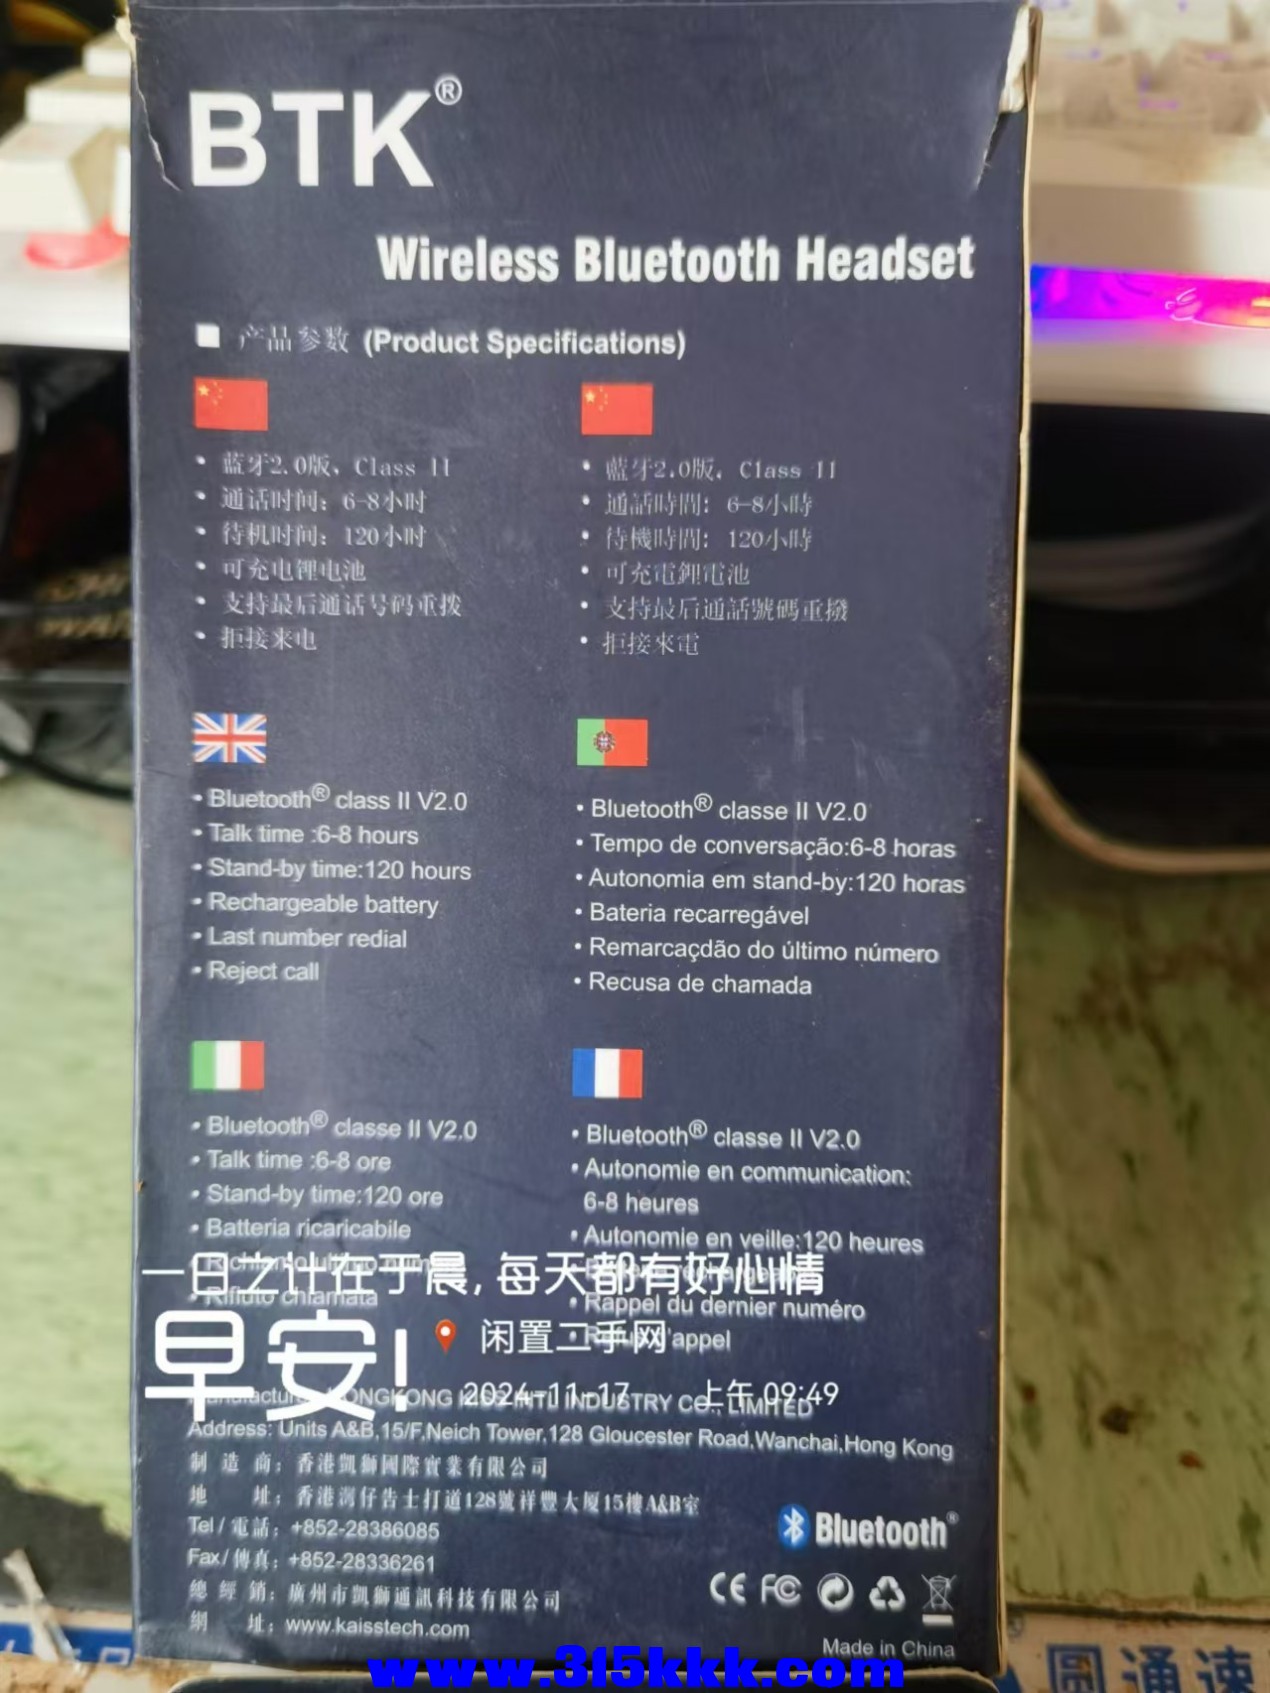 BTK®
Wireless Bluetooth Headset
产品参数 (Product Specifications)
• 蓝牙2.0版，Class II
• 通话时间：6-8小时
• 待机时间：120小时
• 可充电锂电池
• 支持最后通话号码重拨
• 拒接来电
• 藍牙2.0版，Class II
• 通話時間：6-8小時
• 待機時間：120小時
• 可充電鋰電池
• 支持最后通話號碼重撥
• 拒接來電
• Bluetooth® class II V2.0
• Talk time :6-8 hours
• Stand-by time:120 hours
• Rechargeable battery
• Last number redial
• Reject call
• Bluetooth® classe II V2.0
• Tempo de conversação:6-8 horas
• Autonomia em stand-by:120 horas
• Bateria recarregável
• Remarcaçdão do último número
• Recusa de chamada
• Bluetooth® classe II V2.0
• Talk time :6-8 ore
• Stand-by time:120 ore
• Batteria ricaricabile
• Rifiuto chiamata
• Bluetooth® classe II V2.0
• Autonomie en communication:
6-8 heures
• Autonomie en veille:120 heures
• Rappel du dernier numéro
• d'appel
一日之计在于晨, 每天都有好心情
早安!
闲置二手网
2024-11-17 上午 09:49
HONGKONG INDUSTRY CO., LIMITED
Address: Units A&B,15/F,Neich Tower,128 Gloucester Road,Wanchai,Hong Kong
制造商：香港凱獅國際實業有限公司
地址：香港灣仔告士打道128號祥豐大厦15樓A&B室
Tel / 電話：+852-28386085
Fax/ 傳真：+852-28336261
總經銷：廣州市凱獅通訊科技有限公司
網址：www.kaisstech.com
Bluetooth®
CE FC
Made in China
圆通速
www.315kkk.com